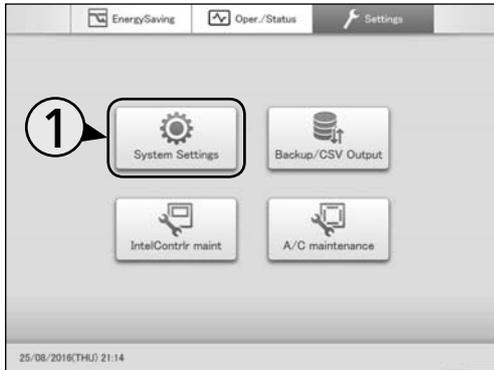 EnergySaving Oper./Status Settings
1
System Settings Backup/CSV Output
IntelContrlr maint A/C maintenance
25/08/2016(THU) 21:14